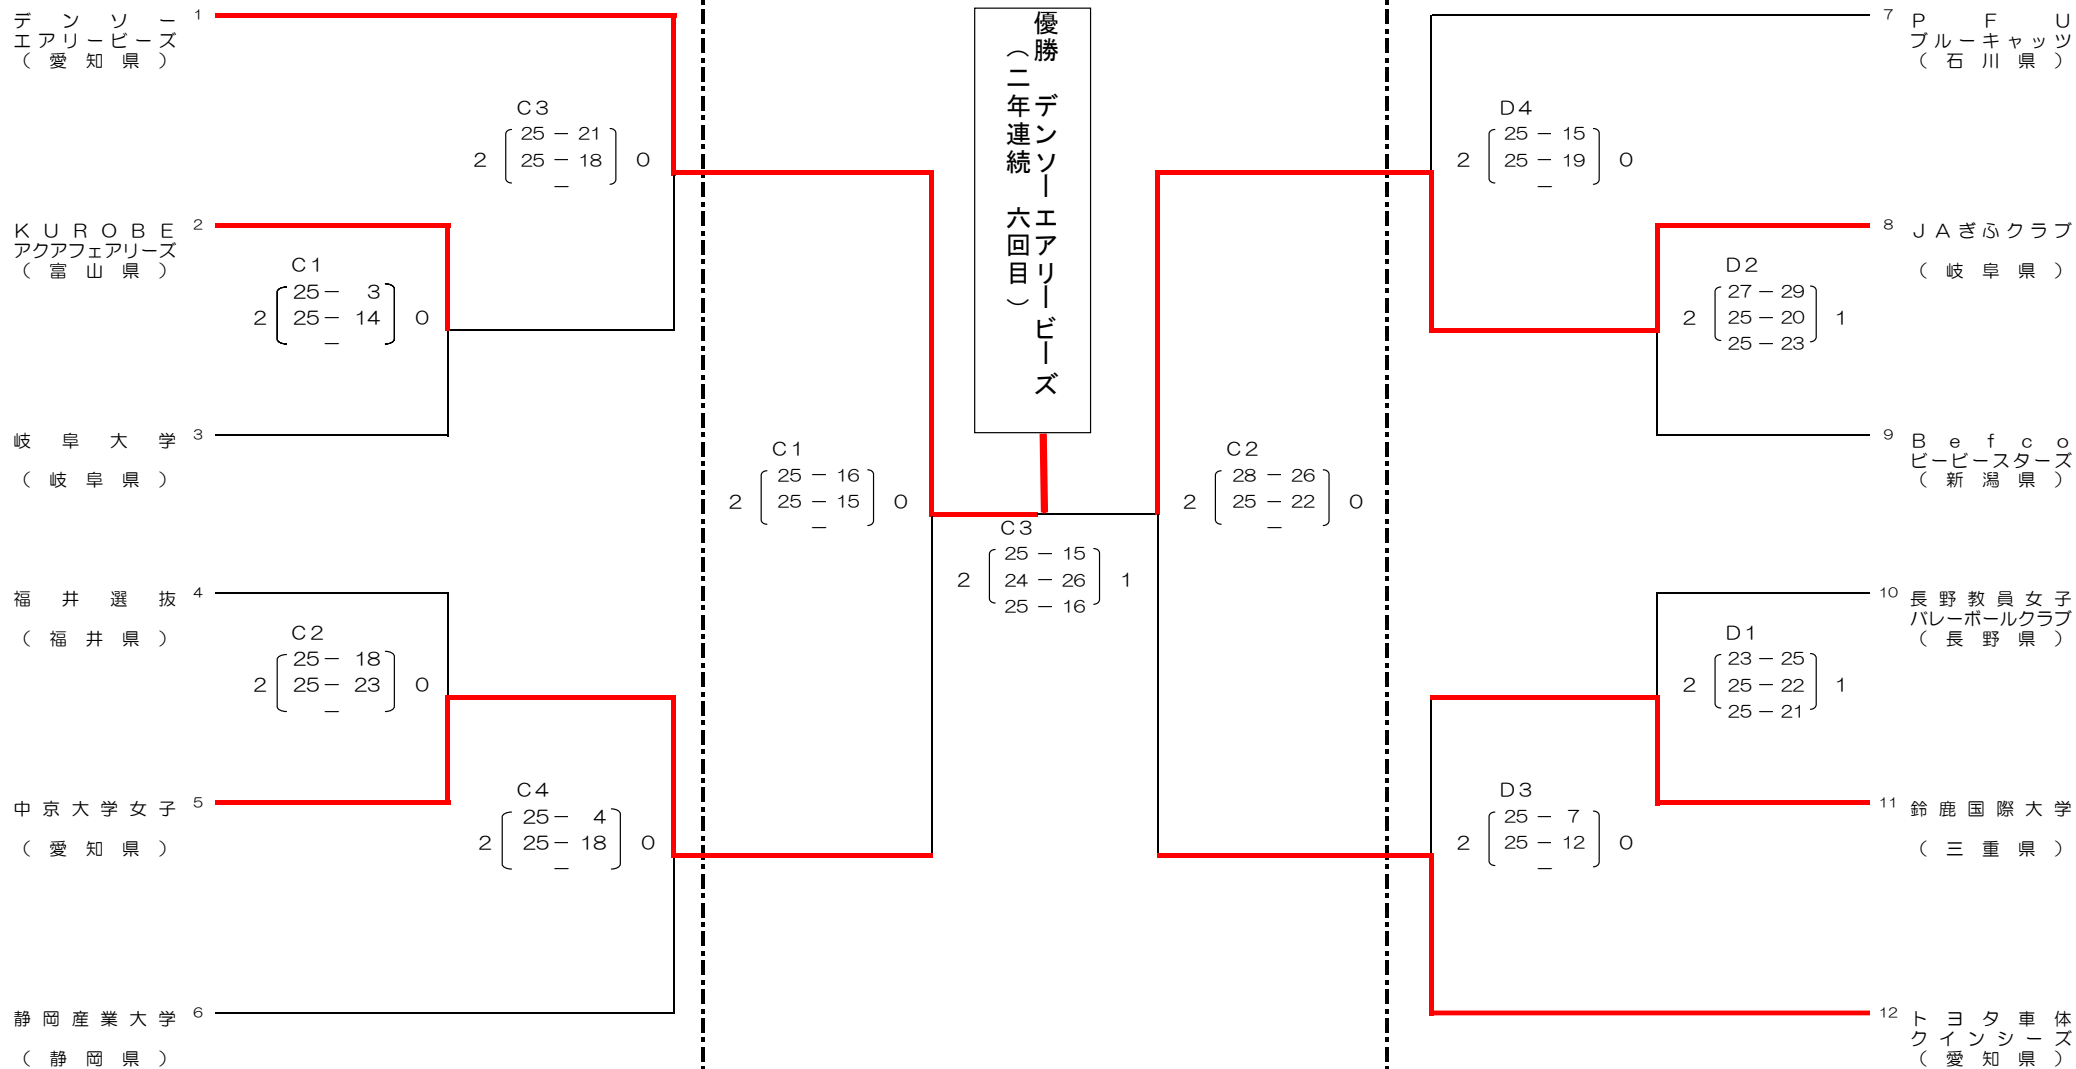 デンソー 1
エアリービーズ
（愛知県）
C3
25 － 21
2 25 － 18 0
－
KUROBE 2
アクアフェアリーズ
（富山県）
C1
25 － 3
2 25 － 14 0
－
岐阜大学 3
（岐阜県）
福井選抜 4
（福井県）
C2
25 － 18
2 25 － 23 0
－
中京大学女子 5
（愛知県）
C4
25 － 4
2 25 － 18 0
－
静岡産業大学 6
（静岡県）
C1
25 － 16
2 25 － 15 0
－
優勝 デンソーエアリービーズ
（二年連続 六回目）
C3
25 － 15
2 24 － 26 1
25 － 16
C2
28 － 26
2 25 － 22 0
－
7 PFU
ブルーキャッツ
（石川県）
D4
25 － 15
2 25 － 19 0
－
8 JAぎふクラブ
（岐阜県）
D2
27 － 29
2 25 － 20 1
25 － 23
9 Befco
ビービースターズ
（新潟県）
10 長野教員女子
バレーボールクラブ
（長野県）
D1
23 － 25
2 25 － 22 1
25 － 21
D3
25 － 7
2 25 － 12 0
－
11 鈴鹿国際大学
（三重県）
12 トヨタ車体
クインシーズ
（愛知県）